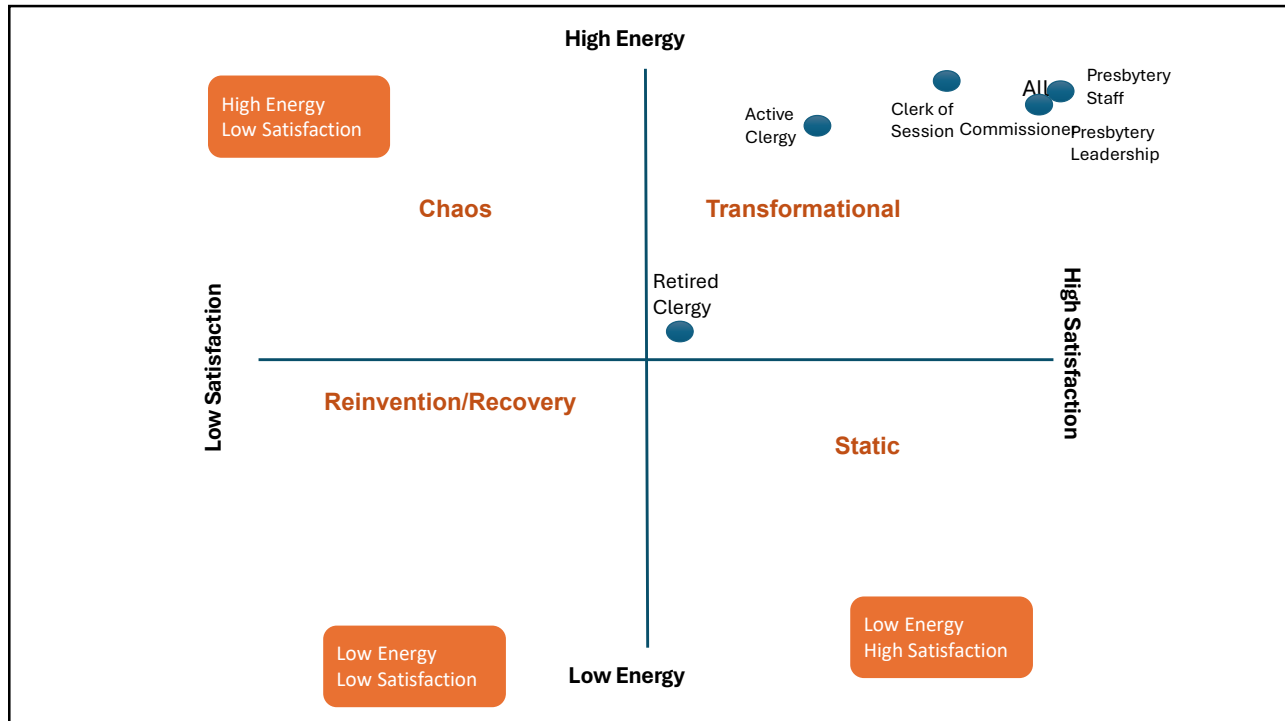 High Energy
High Energy
Low Satisfaction
Active
Clergy
Clerk of
Session
All
Commissioner
Presbytery
Staff
Presbytery
Leadership
Chaos
Transformational
Retired
Clergy
Low Satisfaction
High Satisfaction
Reinvention/Recovery
Static
Low Energy
Low Satisfaction
Low Energy
Low Energy
High Satisfaction